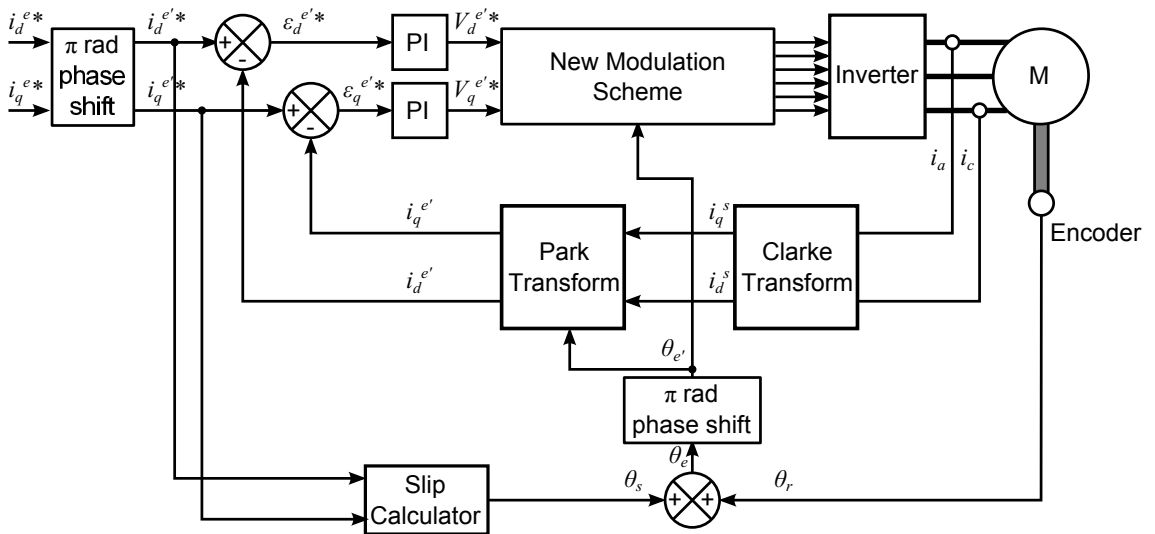 i_d^e* i_d^e'* + ε_d^e'* PI V_d^e'*
-
π rad
phase
shift
i_q^e* i_q^e'* + ε_q^e'* PI V_q^e'*
-
New Modulation
Scheme
Inverter
M
i_a i_c
Encoder
i_q^e' i_q^s
Park
Transform
Clarke
Transform
i_d^e' i_d^s
θ_e'
π rad
phase shift
θ_e
Slip
Calculator
θ_s + + θ_r